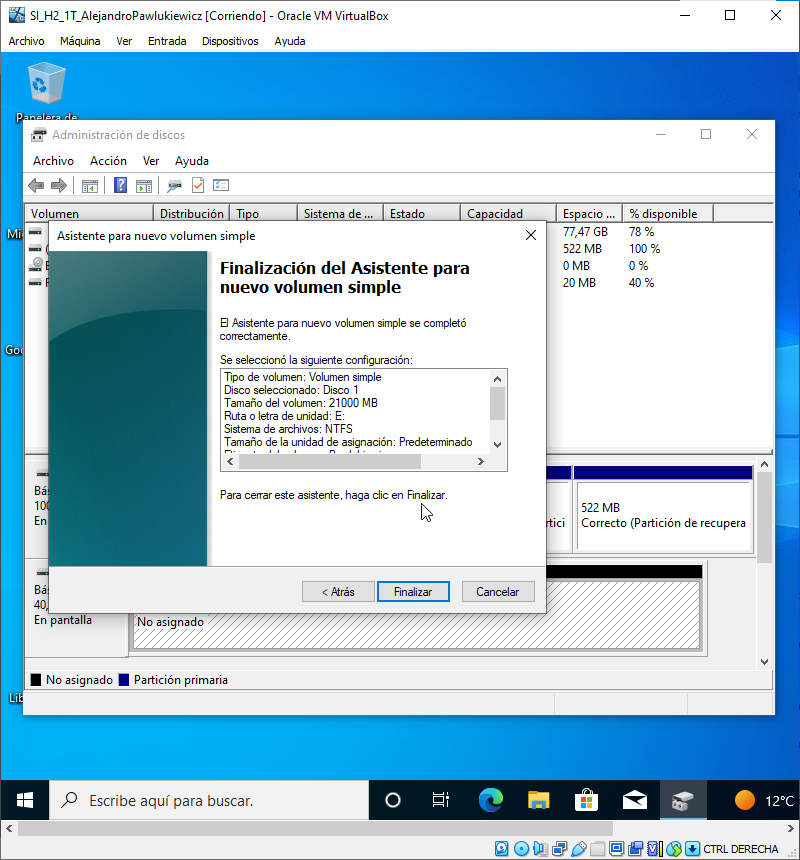 SI_H2_1T_AlejandroPawlukiewicz [Corriendo] - Oracle VM VirtualBox
Archivo Máquina Ver Entrada Dispositivos Ayuda
Administración de discos
Archivo Acción Ver Ayuda
Volumen Distribución Tipo Sistema de ... Estado Capacidad Espacio ... % disponible
77,47 GB 78 %
522 MB 100 %
0 MB 0 %
20 MB 40 %
Asistente para nuevo volumen simple
Finalización del Asistente para
nuevo volumen simple
El Asistente para nuevo volumen simple se completó
correctamente.
Se seleccionó la siguiente configuración:
Tipo de volumen: Volumen simple
Disco seleccionado: Disco 1
Tamaño del volumen: 21000 MB
Ruta o letra de unidad: E:
Sistema de archivos: NTFS
Tamaño de la unidad de asignación: Predeterminado
Para cerrar este asistente, haga clic en Finalizar.
< Atrás Finalizar Cancelar
Bás
100
En
rtici
522 MB
Correcto (Partición de recupera
Bás
40,
En pantalla
No asignado
No asignado Partición primaria
Escribe aquí para buscar.
12°C
CTRL DERECHA